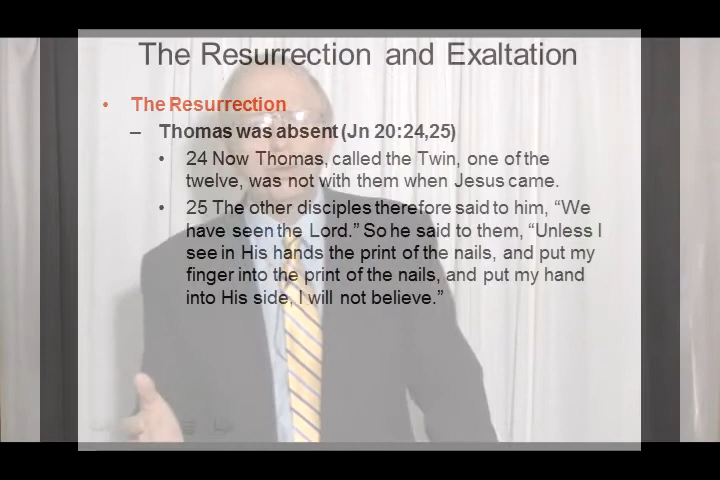 The Resurrection and Exaltation
• The Resurrection
– Thomas was absent (Jn 20:24,25)
• 24 Now Thomas, called the Twin, one of the
twelve, was not with them when Jesus came.
• 25 The other disciples therefore said to him, “We
have seen the Lord.” So he said to them, “Unless I
see in His hands the print of the nails, and put my
finger into the print of the nails, and put my hand
into His side, I will not believe.”